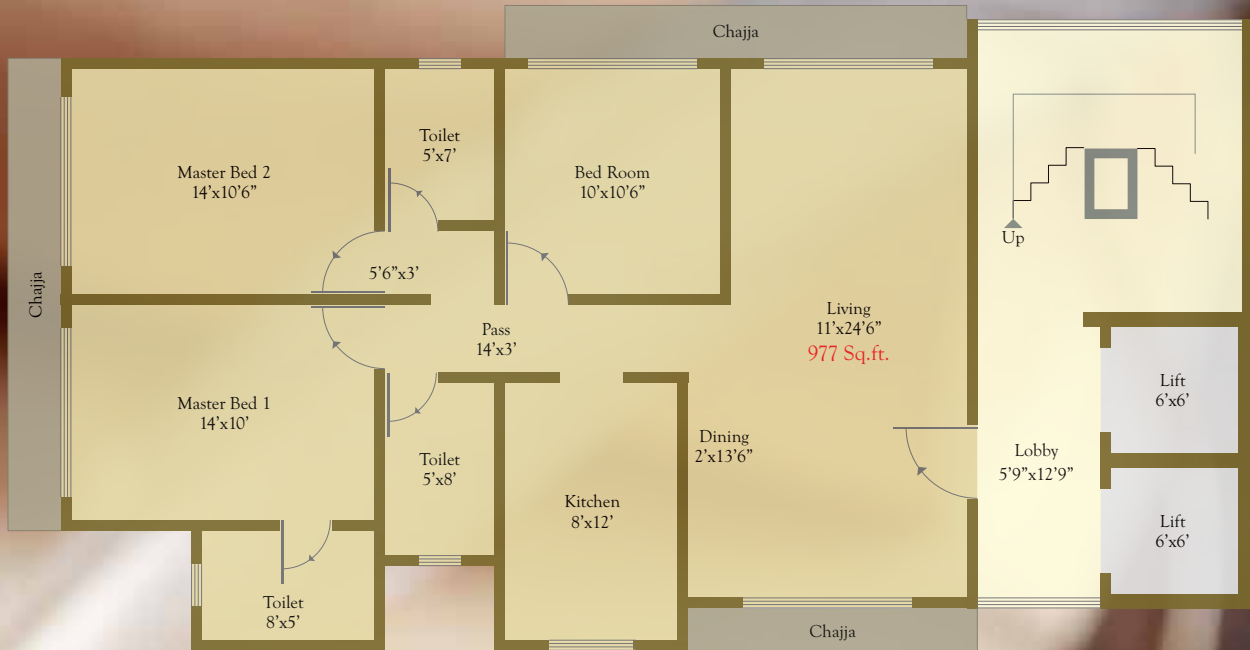 Chajja
Toilet
5'x7'
Master Bed 2
14'x10'6"
Bed Room
10'x10'6"
Up
5'6"x3'
Chajja
Living
11'x24'6"
977 Sq.ft.
Pass
14'x3'
Lift
6'x6'
Master Bed 1
14'x10'
Dining
2'x13'6"
Lobby
5'9"x12'9"
Toilet
5'x8'
Kitchen
8'x12'
Lift
6'x6'
Toilet
8'x5'
Chajja